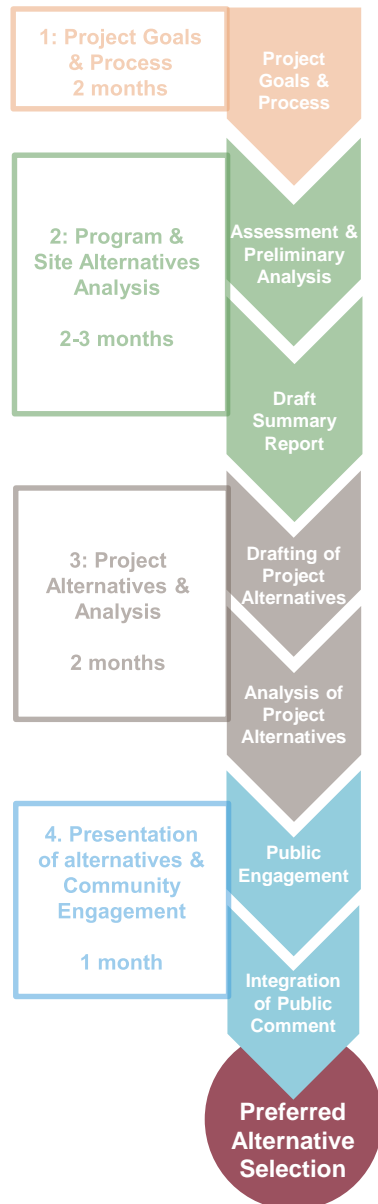 1: Project Goals
& Process
2 months
Project
Goals &
Process
2: Program &
Site Alternatives
Analysis
2-3 months
Assessment &
Preliminary
Analysis
Draft
Summary
Report
3: Project
Alternatives &
Analysis
2 months
Drafting of
Project
Alternatives
Analysis of
Project
Alternatives
4. Presentation
of alternatives &
Community
Engagement
1 month
Public
Engagement
Integration
of Public
Comment
Preferred
Alternative
Selection